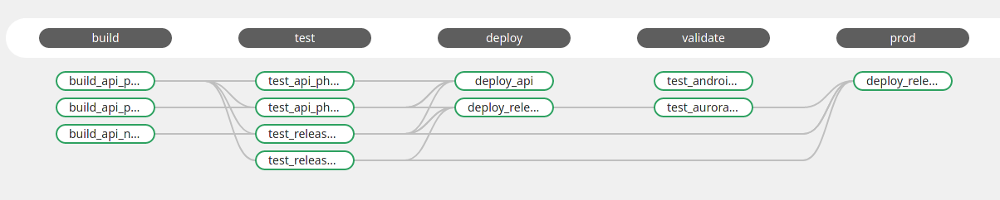 build test deploy validate prod
build_api_p... test_api_ph... deploy_api test_androi... deploy_rele...
build_api_p... test_api_ph... deploy_rele... test_aurora...
build_api_n... test_releas...
test_releas...